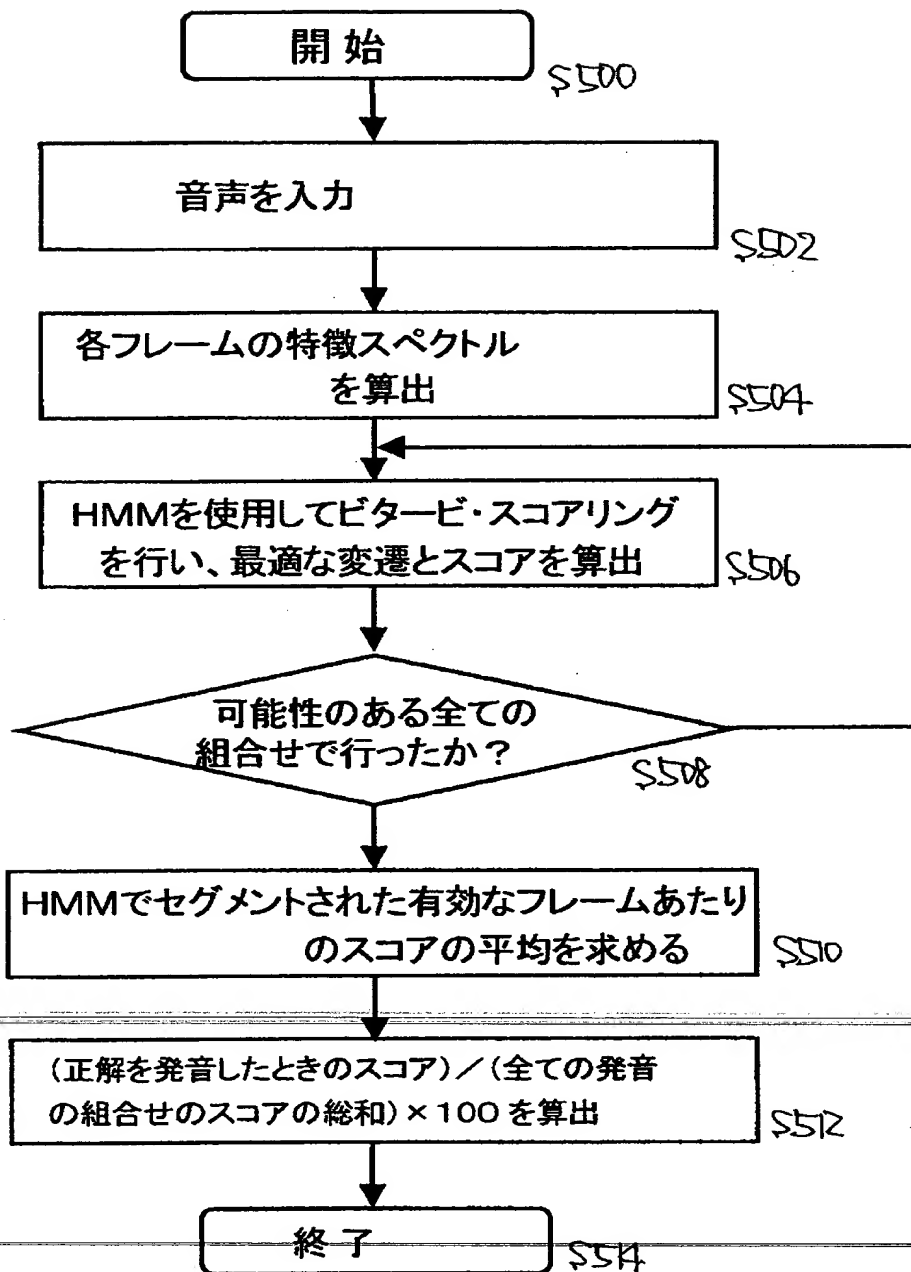 開始
S500
音声を入力
S502
各フレームの特徴スペクトル
を算出
S504
HMMを使用してビタービ・スコアリング
を行い、最適な変遷とスコアを算出
S506
可能性のある全ての
組合せで行ったか？
S508
HMMでセグメントされた有効なフレームあたり
のスコアの平均を求める
S510
(正解を発音したときのスコア)／(全ての発音
の組合せのスコアの総和)×100を算出
S512
終了
S514